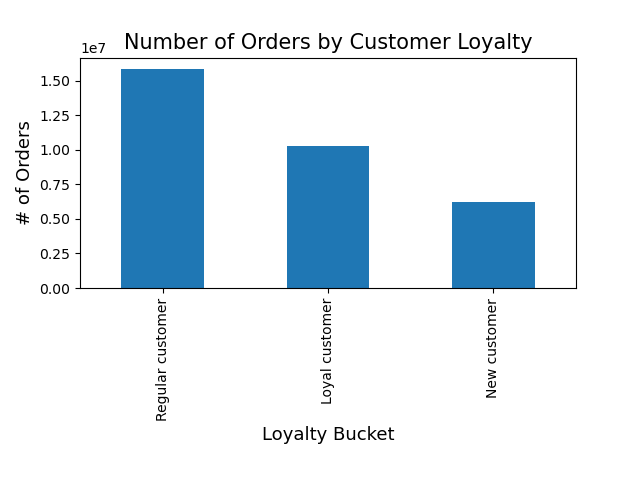 Number of Orders by Customer Loyalty
1e7
# of Orders
1.50
1.25
1.00
0.75
0.50
0.25
0.00
Regular customer
Loyal customer
New customer
Loyalty Bucket